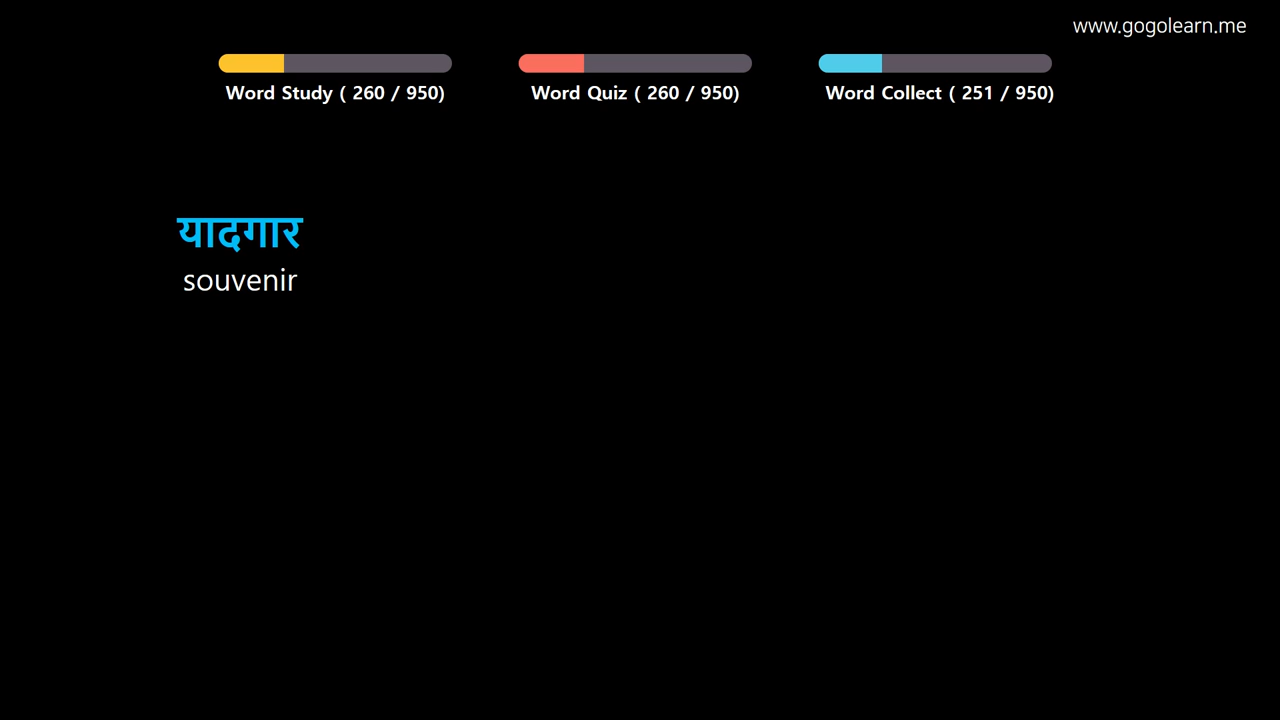 www.gogolearn.me
Word Study ( 260 / 950)
Word Quiz ( 260 / 950)
Word Collect ( 251 / 950)
यादगार
souvenir